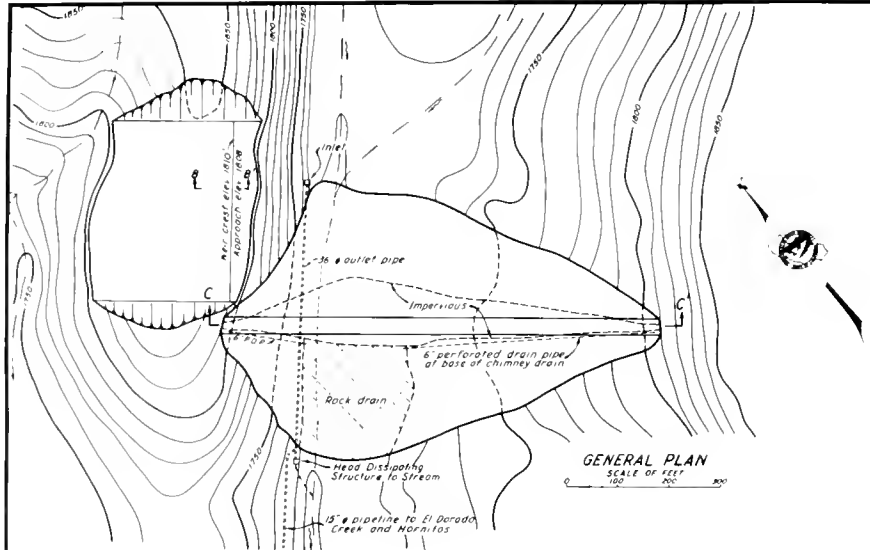 1850
1850
1750
1750
1800
1850
1800
B
B
Weir crest elev. 1810'
Approach elev. 1808'
Inlet
36" ø outlet pipe
Impervious
C
C
6" perforated drain pipe
at base of chimney drain
Rock drain
1750
1750
Head Dissipating
Structure to Stream
15" ø pipeline to El Dorado
Creek and Hornitos
GENERAL PLAN
SCALE OF FEET
0 100 200 300